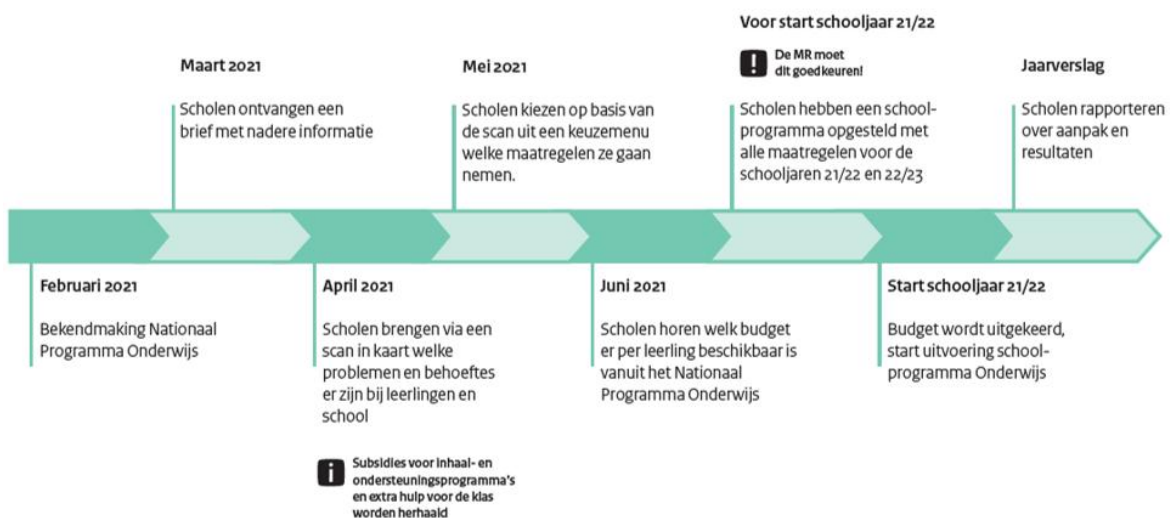 Voor start schooljaar 21/22
De MR moet
dit goedkeuren!
Maart 2021
Mei 2021
Jaarverslag
Scholen ontvangen een
brief met nadere informatie
Scholen kiezen op basis van
de scan uit een keuzemenu
welke maatregelen ze gaan
nemen.
Scholen hebben een school-
programma opgesteld met
alle maatregelen voor de
schooljaren 21/22 en 22/23
Scholen rapporteren
over aanpak en
resultaten
Februari 2021
Bekendmaking Nationaal
Programma Onderwijs
April 2021
Scholen brengen via een
scan in kaart welke
problemen en behoeftes
er zijn bij leerlingen en
school
Subsidies voor inhaal- en
ondersteuningsprogramma's
en extra hulp voor de klas
worden herhaald
Juni 2021
Scholen horen welk budget
er per leerling beschikbaar is
vanuit het Nationaal
Programma Onderwijs
Start schooljaar 21/22
Budget wordt uitgekeerd,
start uitvoering school-
programma Onderwijs